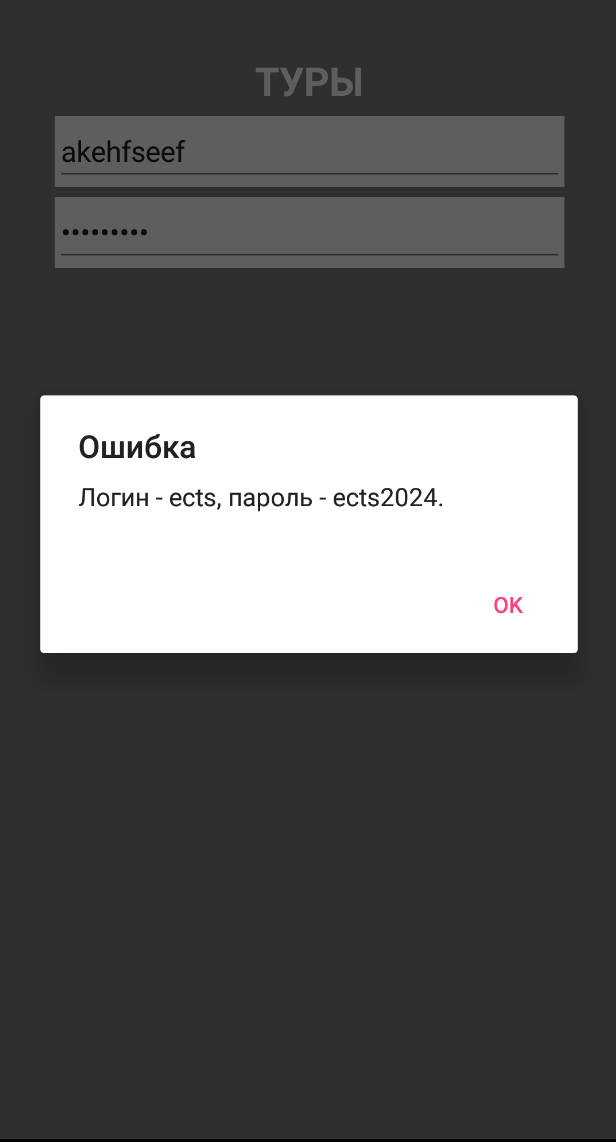 ТУРЫ
akehfseef
•••••••••
Ошибка
Логин - ects, пароль - ects2024.
OK